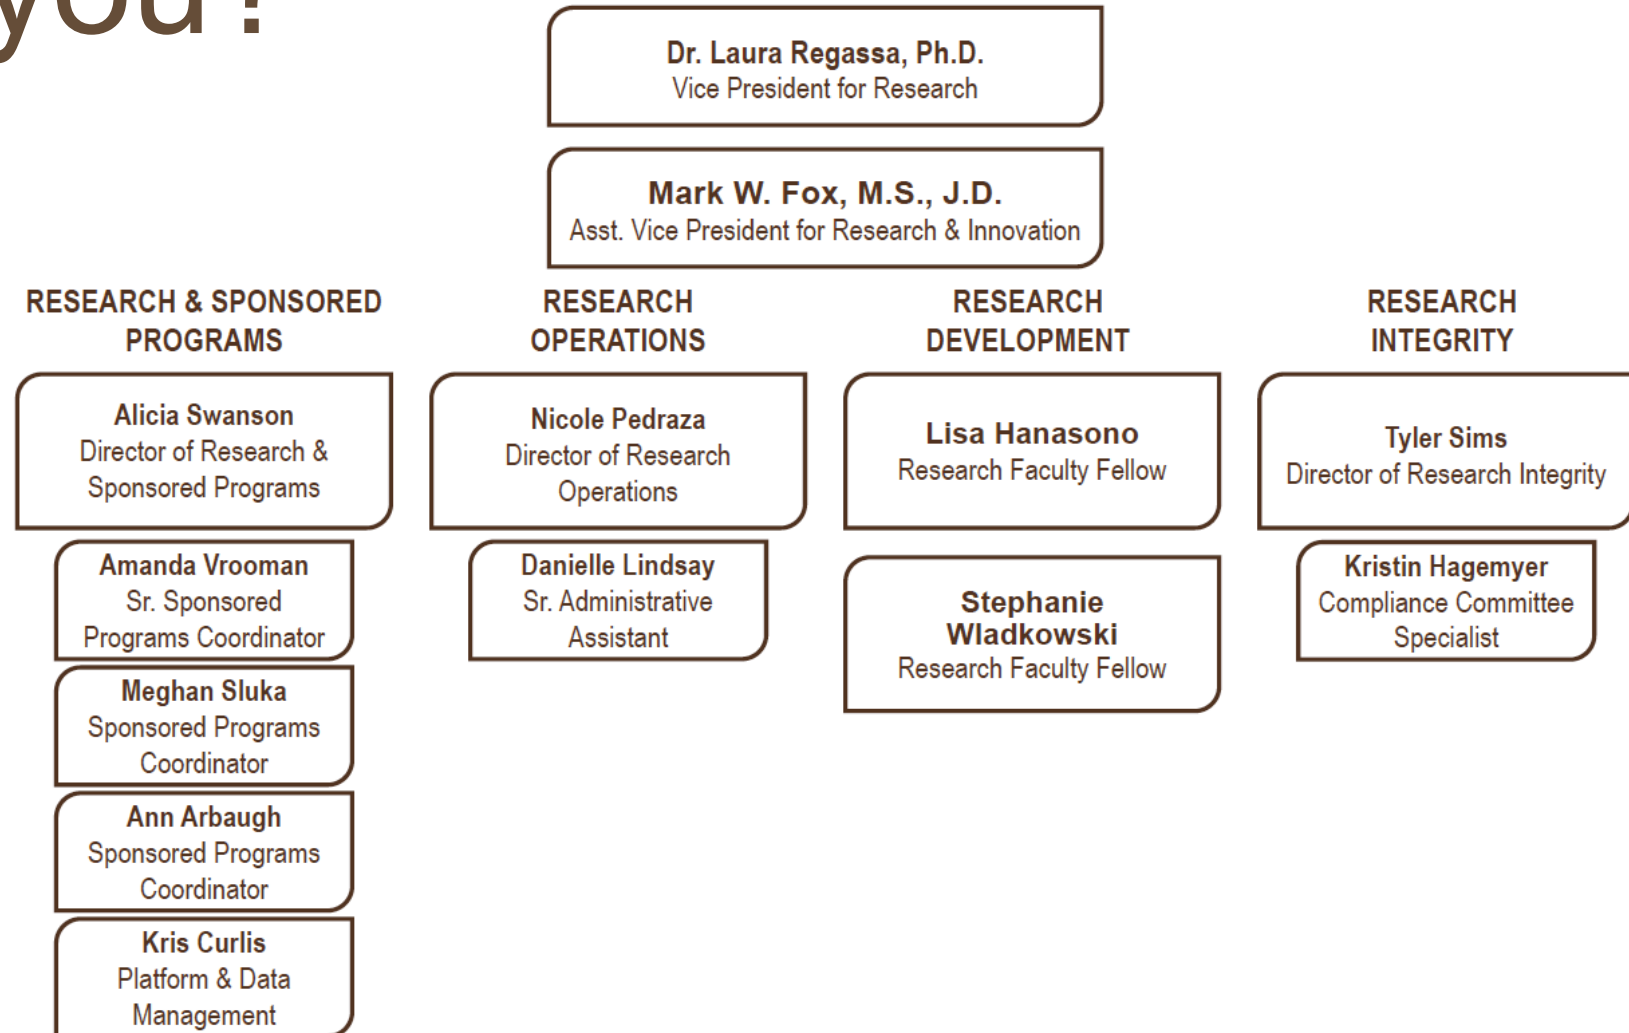 you?
Dr. Laura Regassa, Ph.D.
Vice President for Research
Mark W. Fox, M.S., J.D.
Asst. Vice President for Research & Innovation
RESEARCH & SPONSORED
PROGRAMS
Alicia Swanson
Director of Research &
Sponsored Programs
Amanda Vrooman
Sr. Sponsored
Programs Coordinator
Meghan Sluka
Sponsored Programs
Coordinator
Ann Arbaugh
Sponsored Programs
Coordinator
Kris Curlis
Platform & Data
Management
RESEARCH
OPERATIONS
Nicole Pedraza
Director of Research
Operations
Danielle Lindsay
Sr. Administrative
Assistant
RESEARCH
DEVELOPMENT
Lisa Hanasono
Research Faculty Fellow
Stephanie
Wladkowski
Research Faculty Fellow
RESEARCH
INTEGRITY
Tyler Sims
Director of Research Integrity
Kristin Hagemyer
Compliance Committee
Specialist